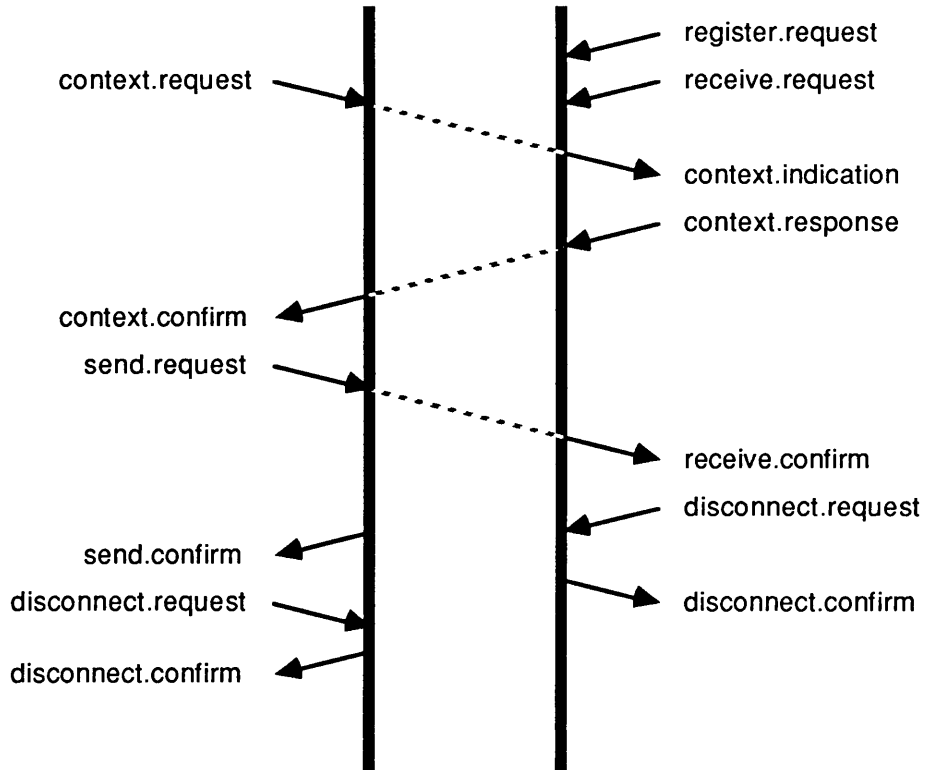 register.request
context.request
receive.request
context.indication
context.response
context.confirm
send.request
receive.confirm
disconnect.request
send.confirm
disconnect.request
disconnect.confirm
disconnect.confirm